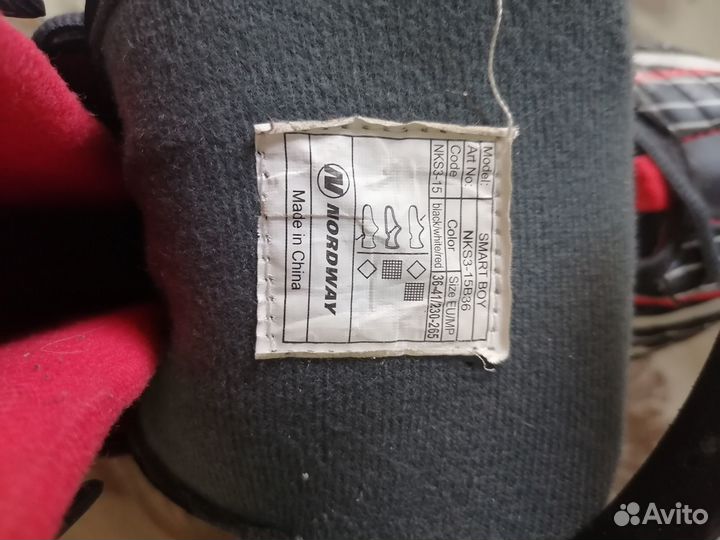 Model: SMART BOY
Art No: NKS3-15B36
Code Color Size EU/MP
NKS3-15 black/white/red 36-41/230-265
NORDWAY
Made in China
Avito